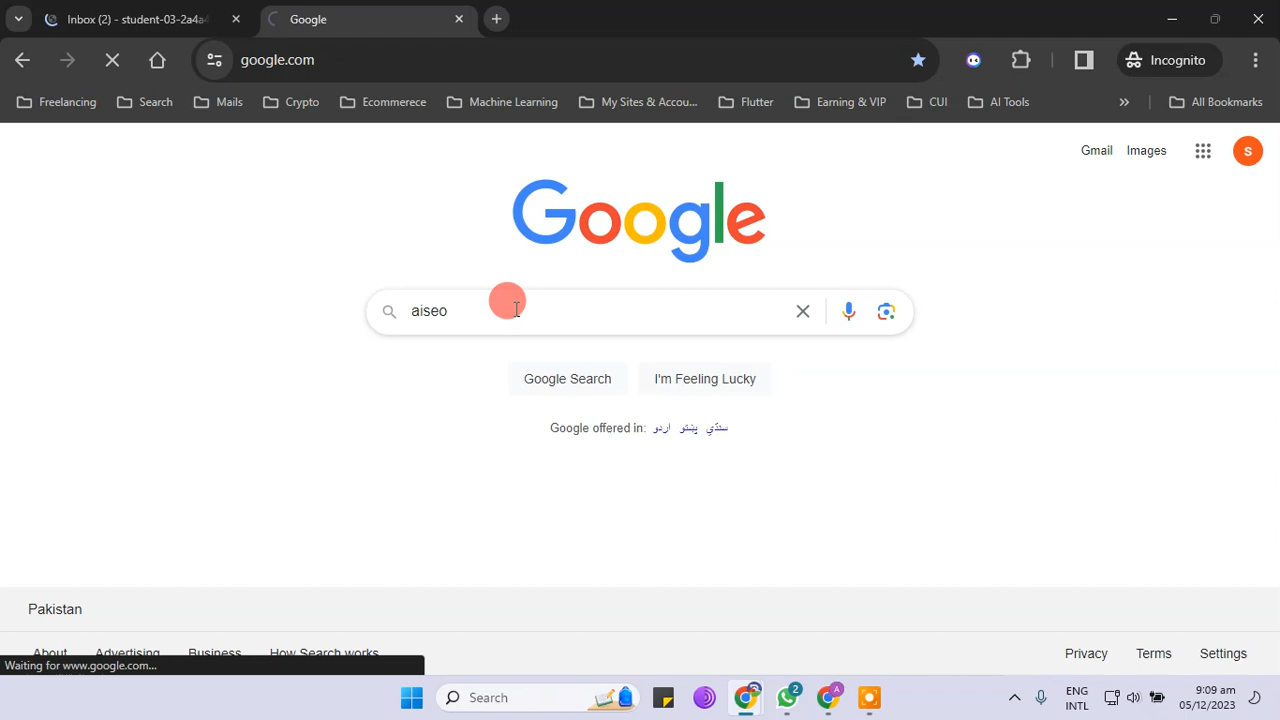 Inbox (2) - student-03-2a4a4
Google
google.com
Incognito
Freelancing
Search
Mails
Crypto
Ecommerece
Machine Learning
My Sites & Accou...
Flutter
Earning & VIP
CUI
AI Tools
All Bookmarks
Gmail
Images
S
Google
aiseo
Google Search
I'm Feeling Lucky
Google offered in: اردو پښتو سنڌي
Pakistan
About
Advertising
Business
How Search works
Privacy
Terms
Settings
Waiting for www.google.com...
Search
2
A
ENG
INTL
9:09 am
05/12/2023